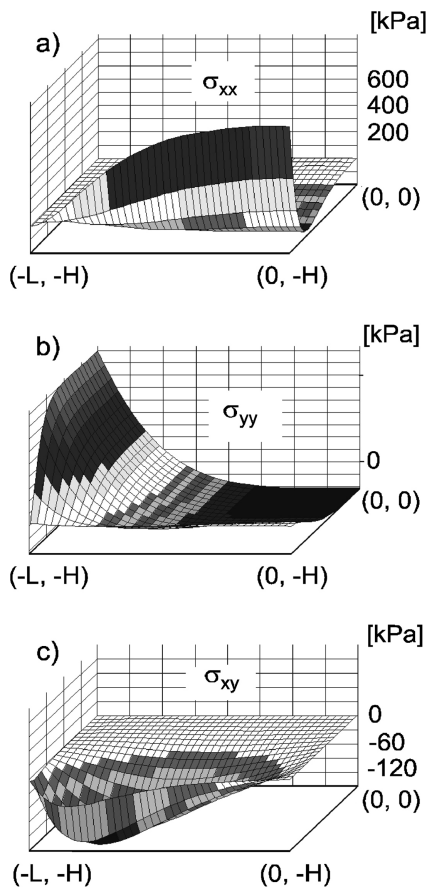 [kPa]
a)
σxx
600
400
200
(0, 0)
(-L, -H) (0, -H)
b)
[kPa]
σyy
0
(0, 0)
(-L, -H) (0, -H)
c)
[kPa]
σxy
0
-60
-120
(0, 0)
(-L, -H) (0, -H)